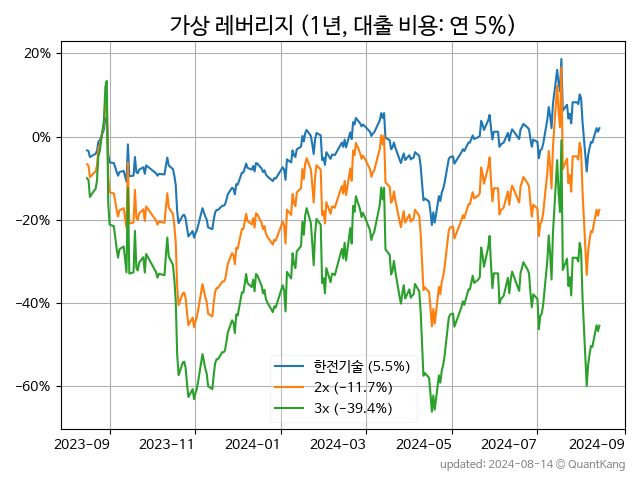 가상 레버리지 (1년, 대출 비용: 연 5%)
20%
0%
−20%
−40%
−60%
한전기술 (5.5%)
2x (−11.7%)
3x (−39.4%)
2023−09 2023−11 2024−01 2024−03 2024−05 2024−07 2024−09
updated: 2024-08-14 © QuantKang